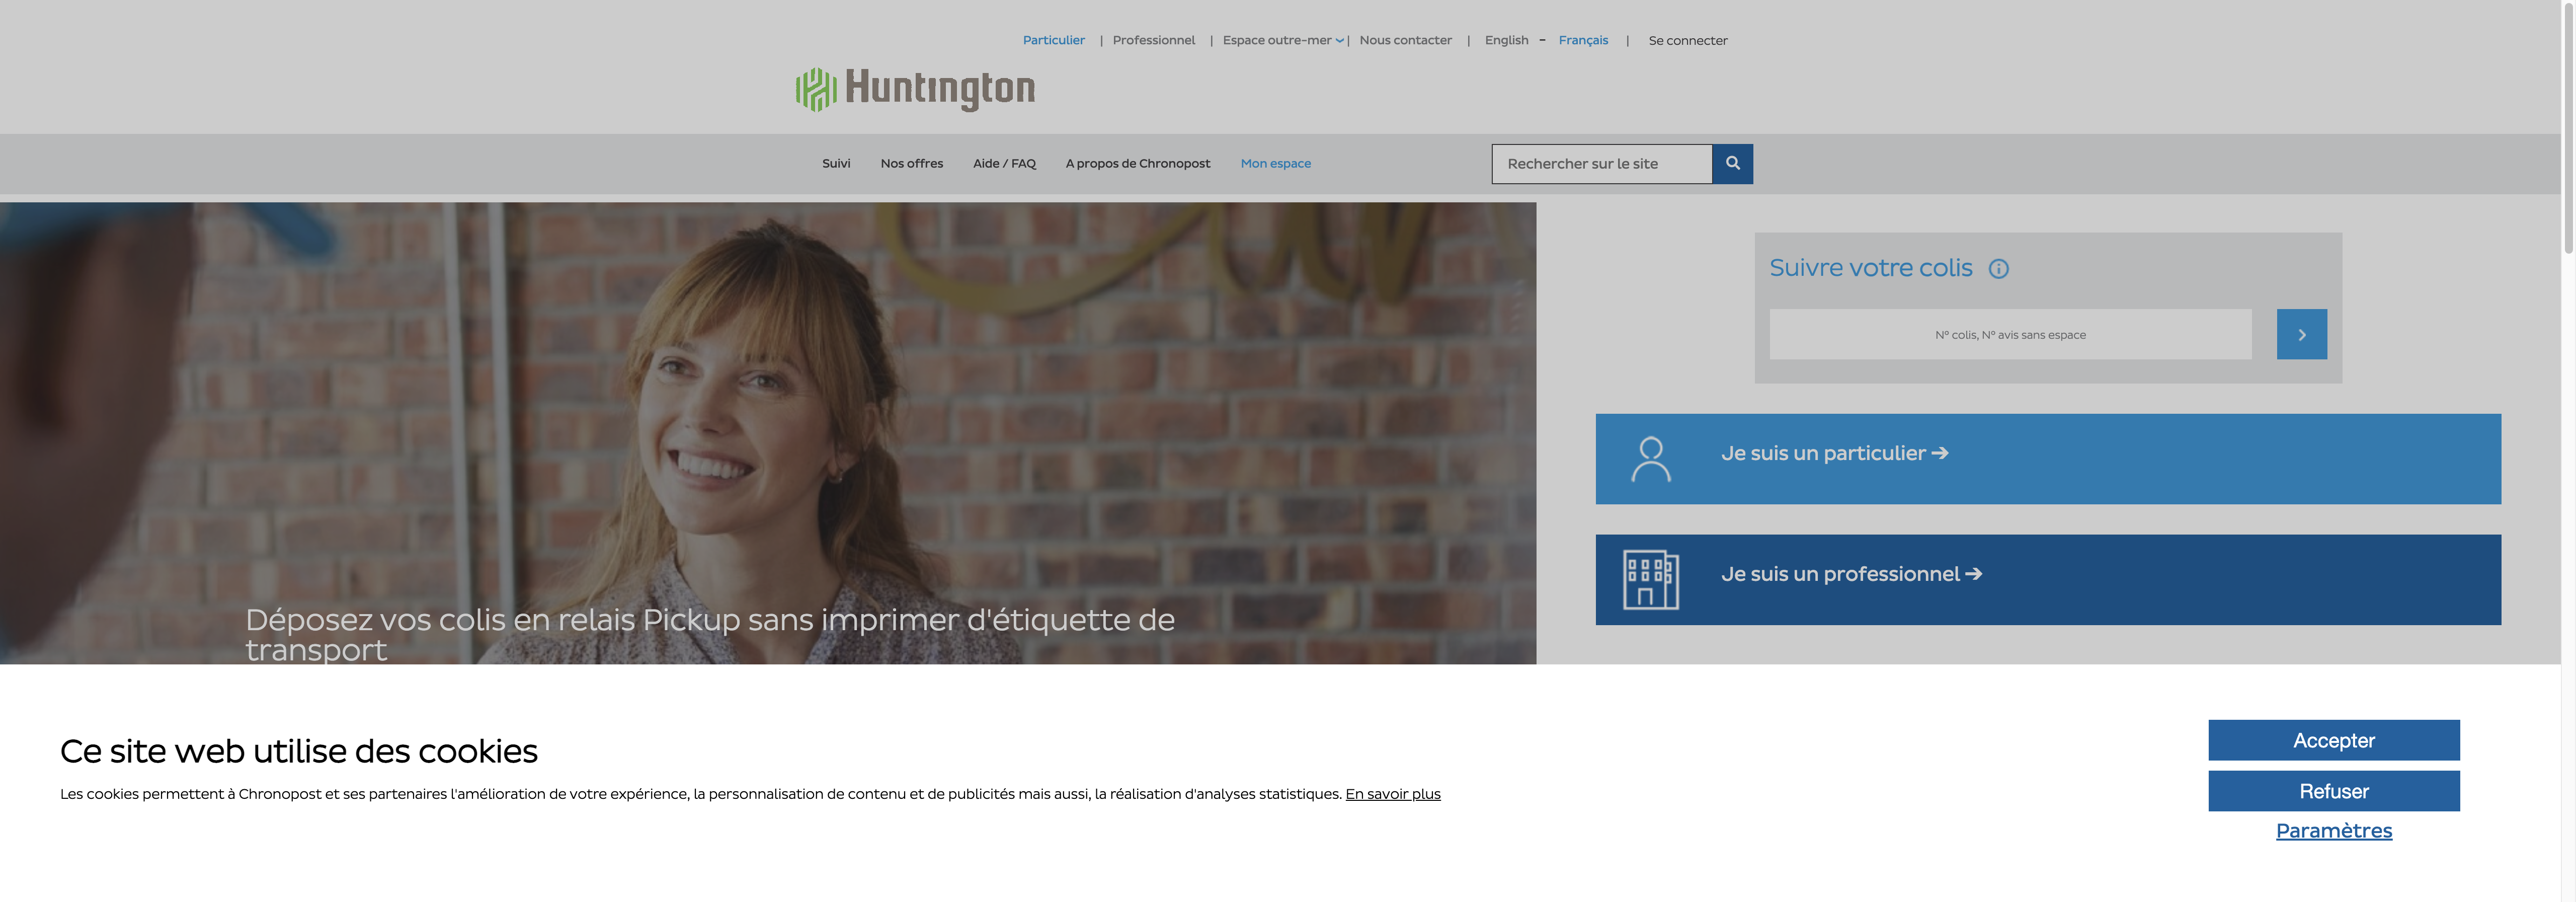 Particulier | Professionnel | Espace outre-mer | Nous contacter | English - Français | Se connecter
Huntington
Suivi Nos offres Aide / FAQ A propos de Chronopost Mon espace Rechercher sur le site
Suivre votre colis
N° colis, N° avis sans espace
Je suis un particulier →
Je suis un professionnel →
Déposez vos colis en relais Pickup sans imprimer d'étiquette de
transport
Ce site web utilise des cookies
Les cookies permettent à Chronopost et ses partenaires l'amélioration de votre expérience, la personnalisation de contenu et de publicités mais aussi, la réalisation d'analyses statistiques. En savoir plus
Accepter
Refuser
Paramètres